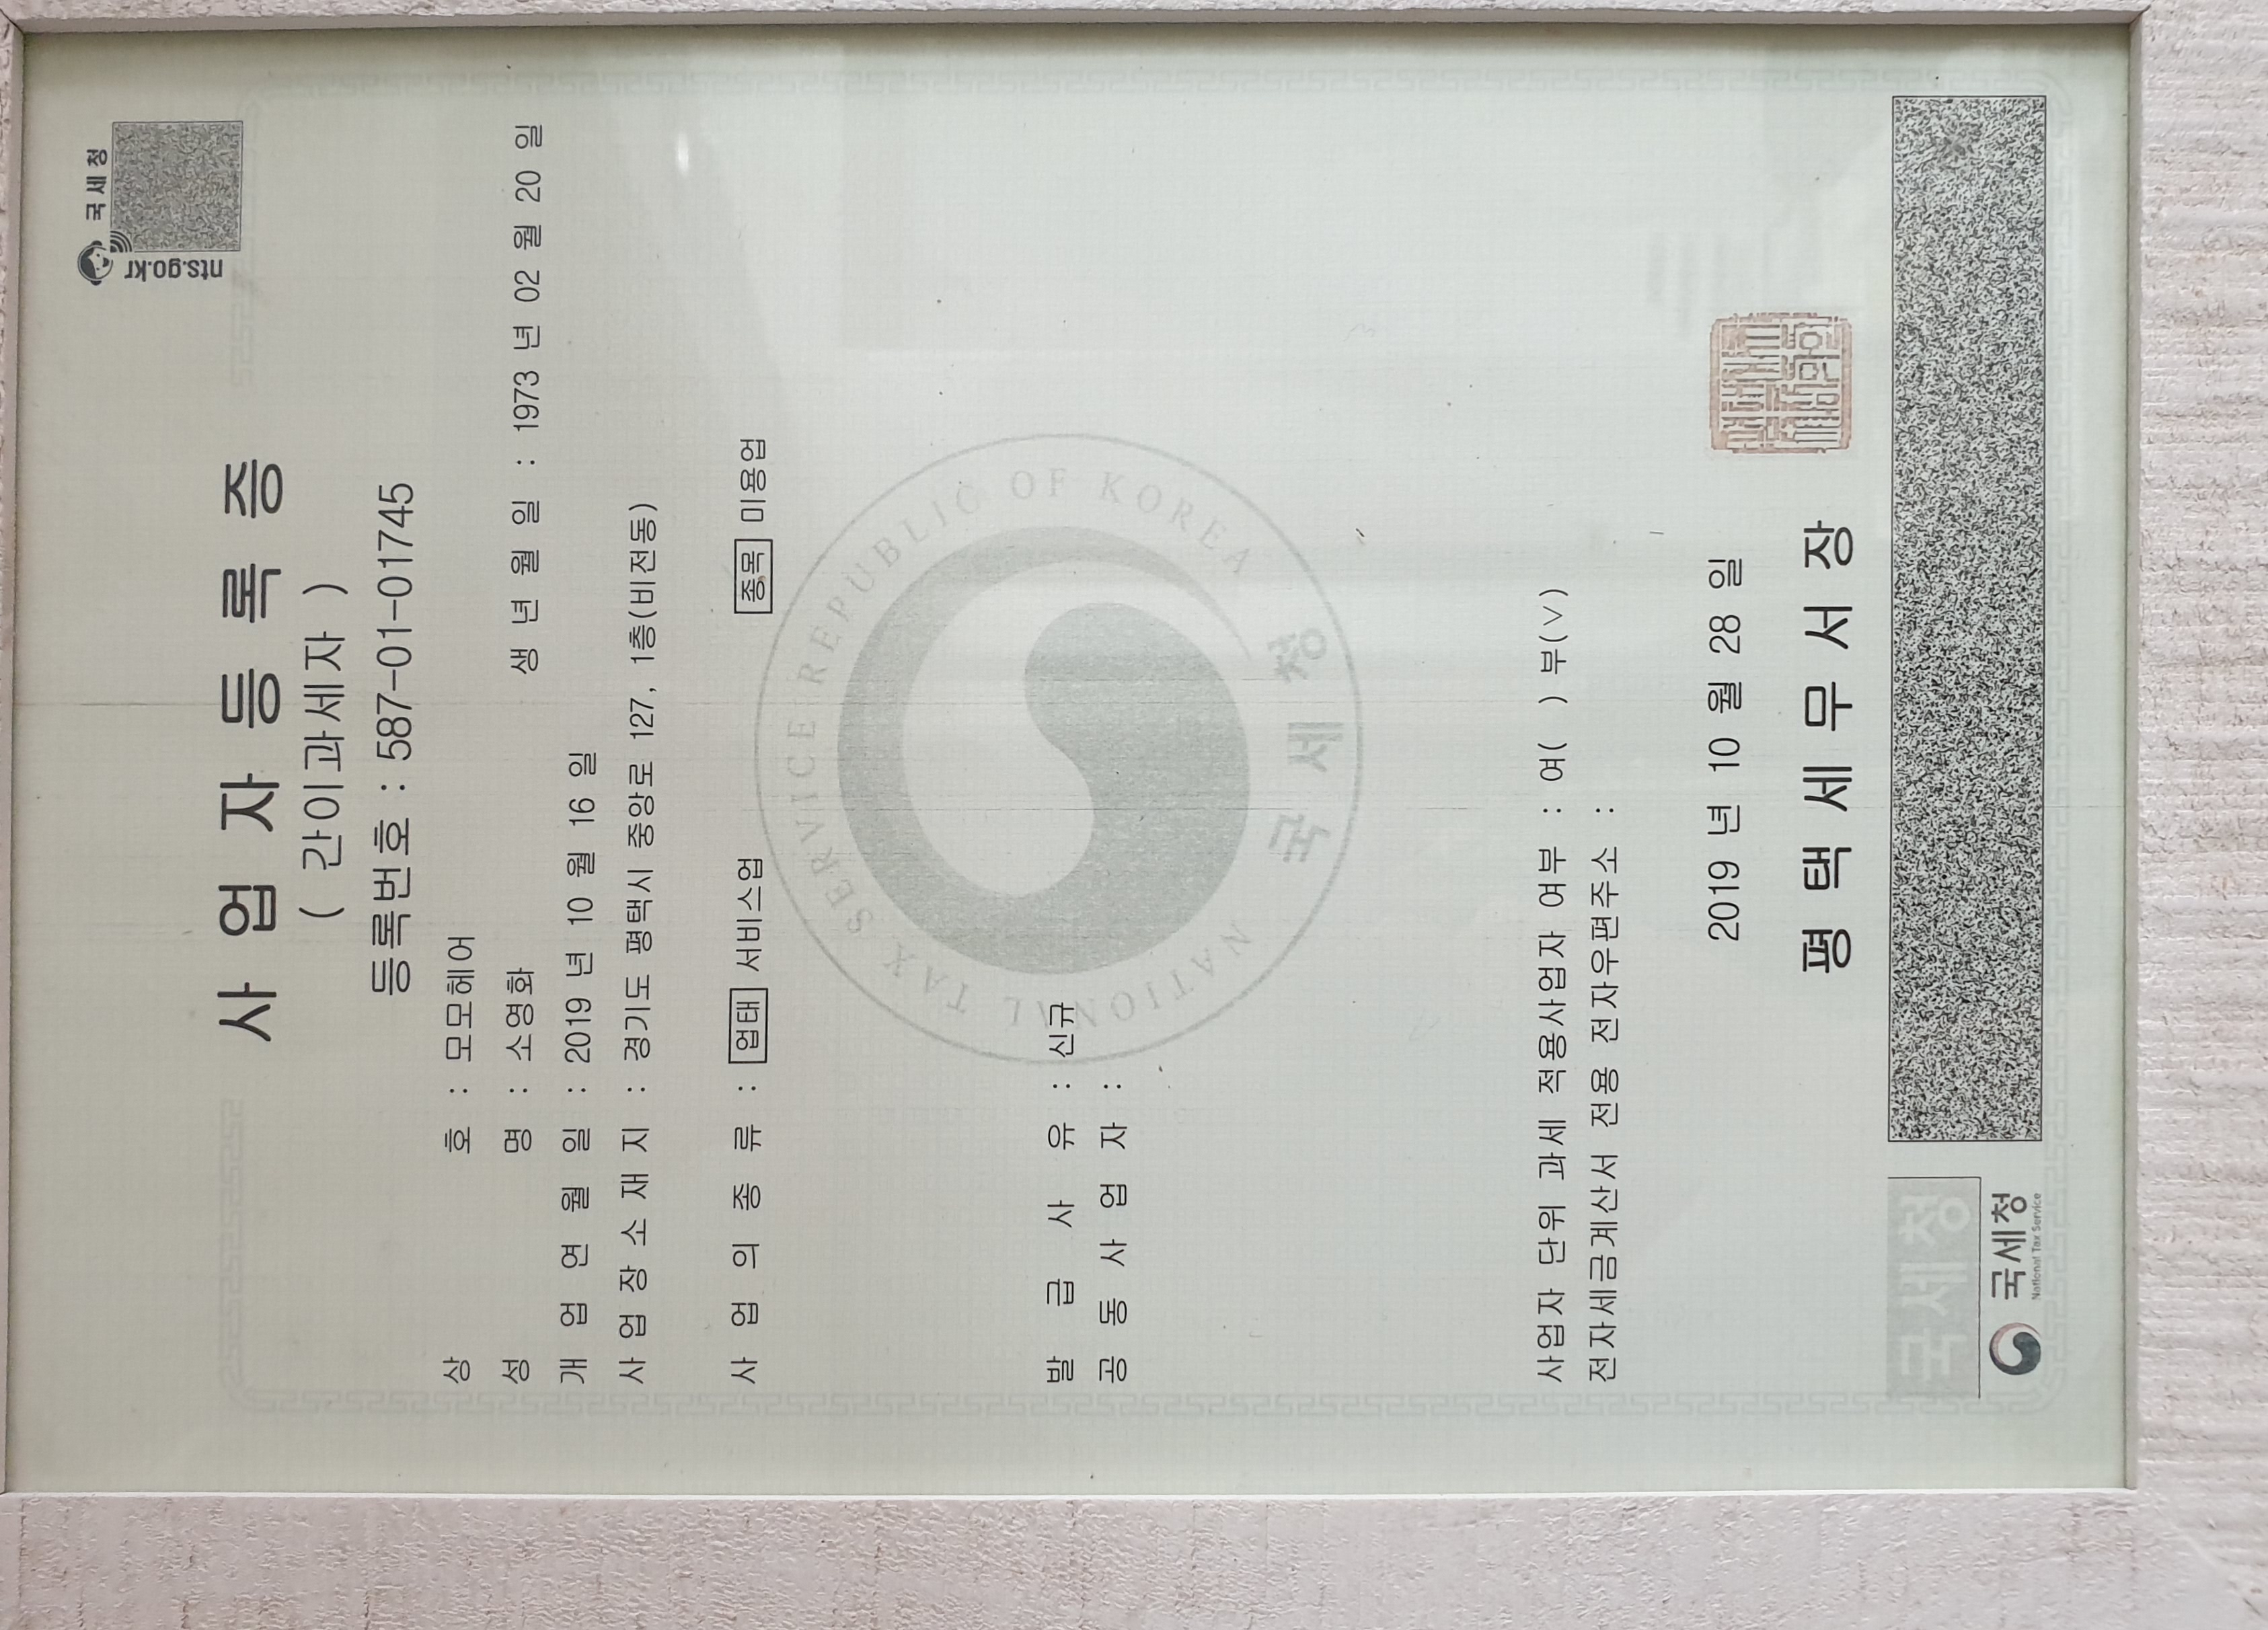 국세청
nts.go.kr
사업자등록증
( 간이과세자 )
등록번호 : 587-01-01745
상 호 : 모모헤어
성 명 : 소영화 생 년 월 일 : 1973 년 02 월 20 일
개 업 연 월 일 : 2019 년 10 월 16 일
사 업 장 소 재 지 : 경기도 평택시 중앙로 127, 1층(비전동)
사 업 의 종 류 : 업태 서비스업 종목 미용업
NATIONAL TAX SERVICE REPUBLIC OF KOREA
국세청
발 급 사 유 : 신규
공 동 사 업 자 :
사업자 단위 과세 적용사업자 여부 : 여( ) 부(∨)
전자세금계산서 전용 전자우편주소 :
2019 년 10 월 28 일
평 택 세 무 서 장
국세청
국세청
National Tax Service